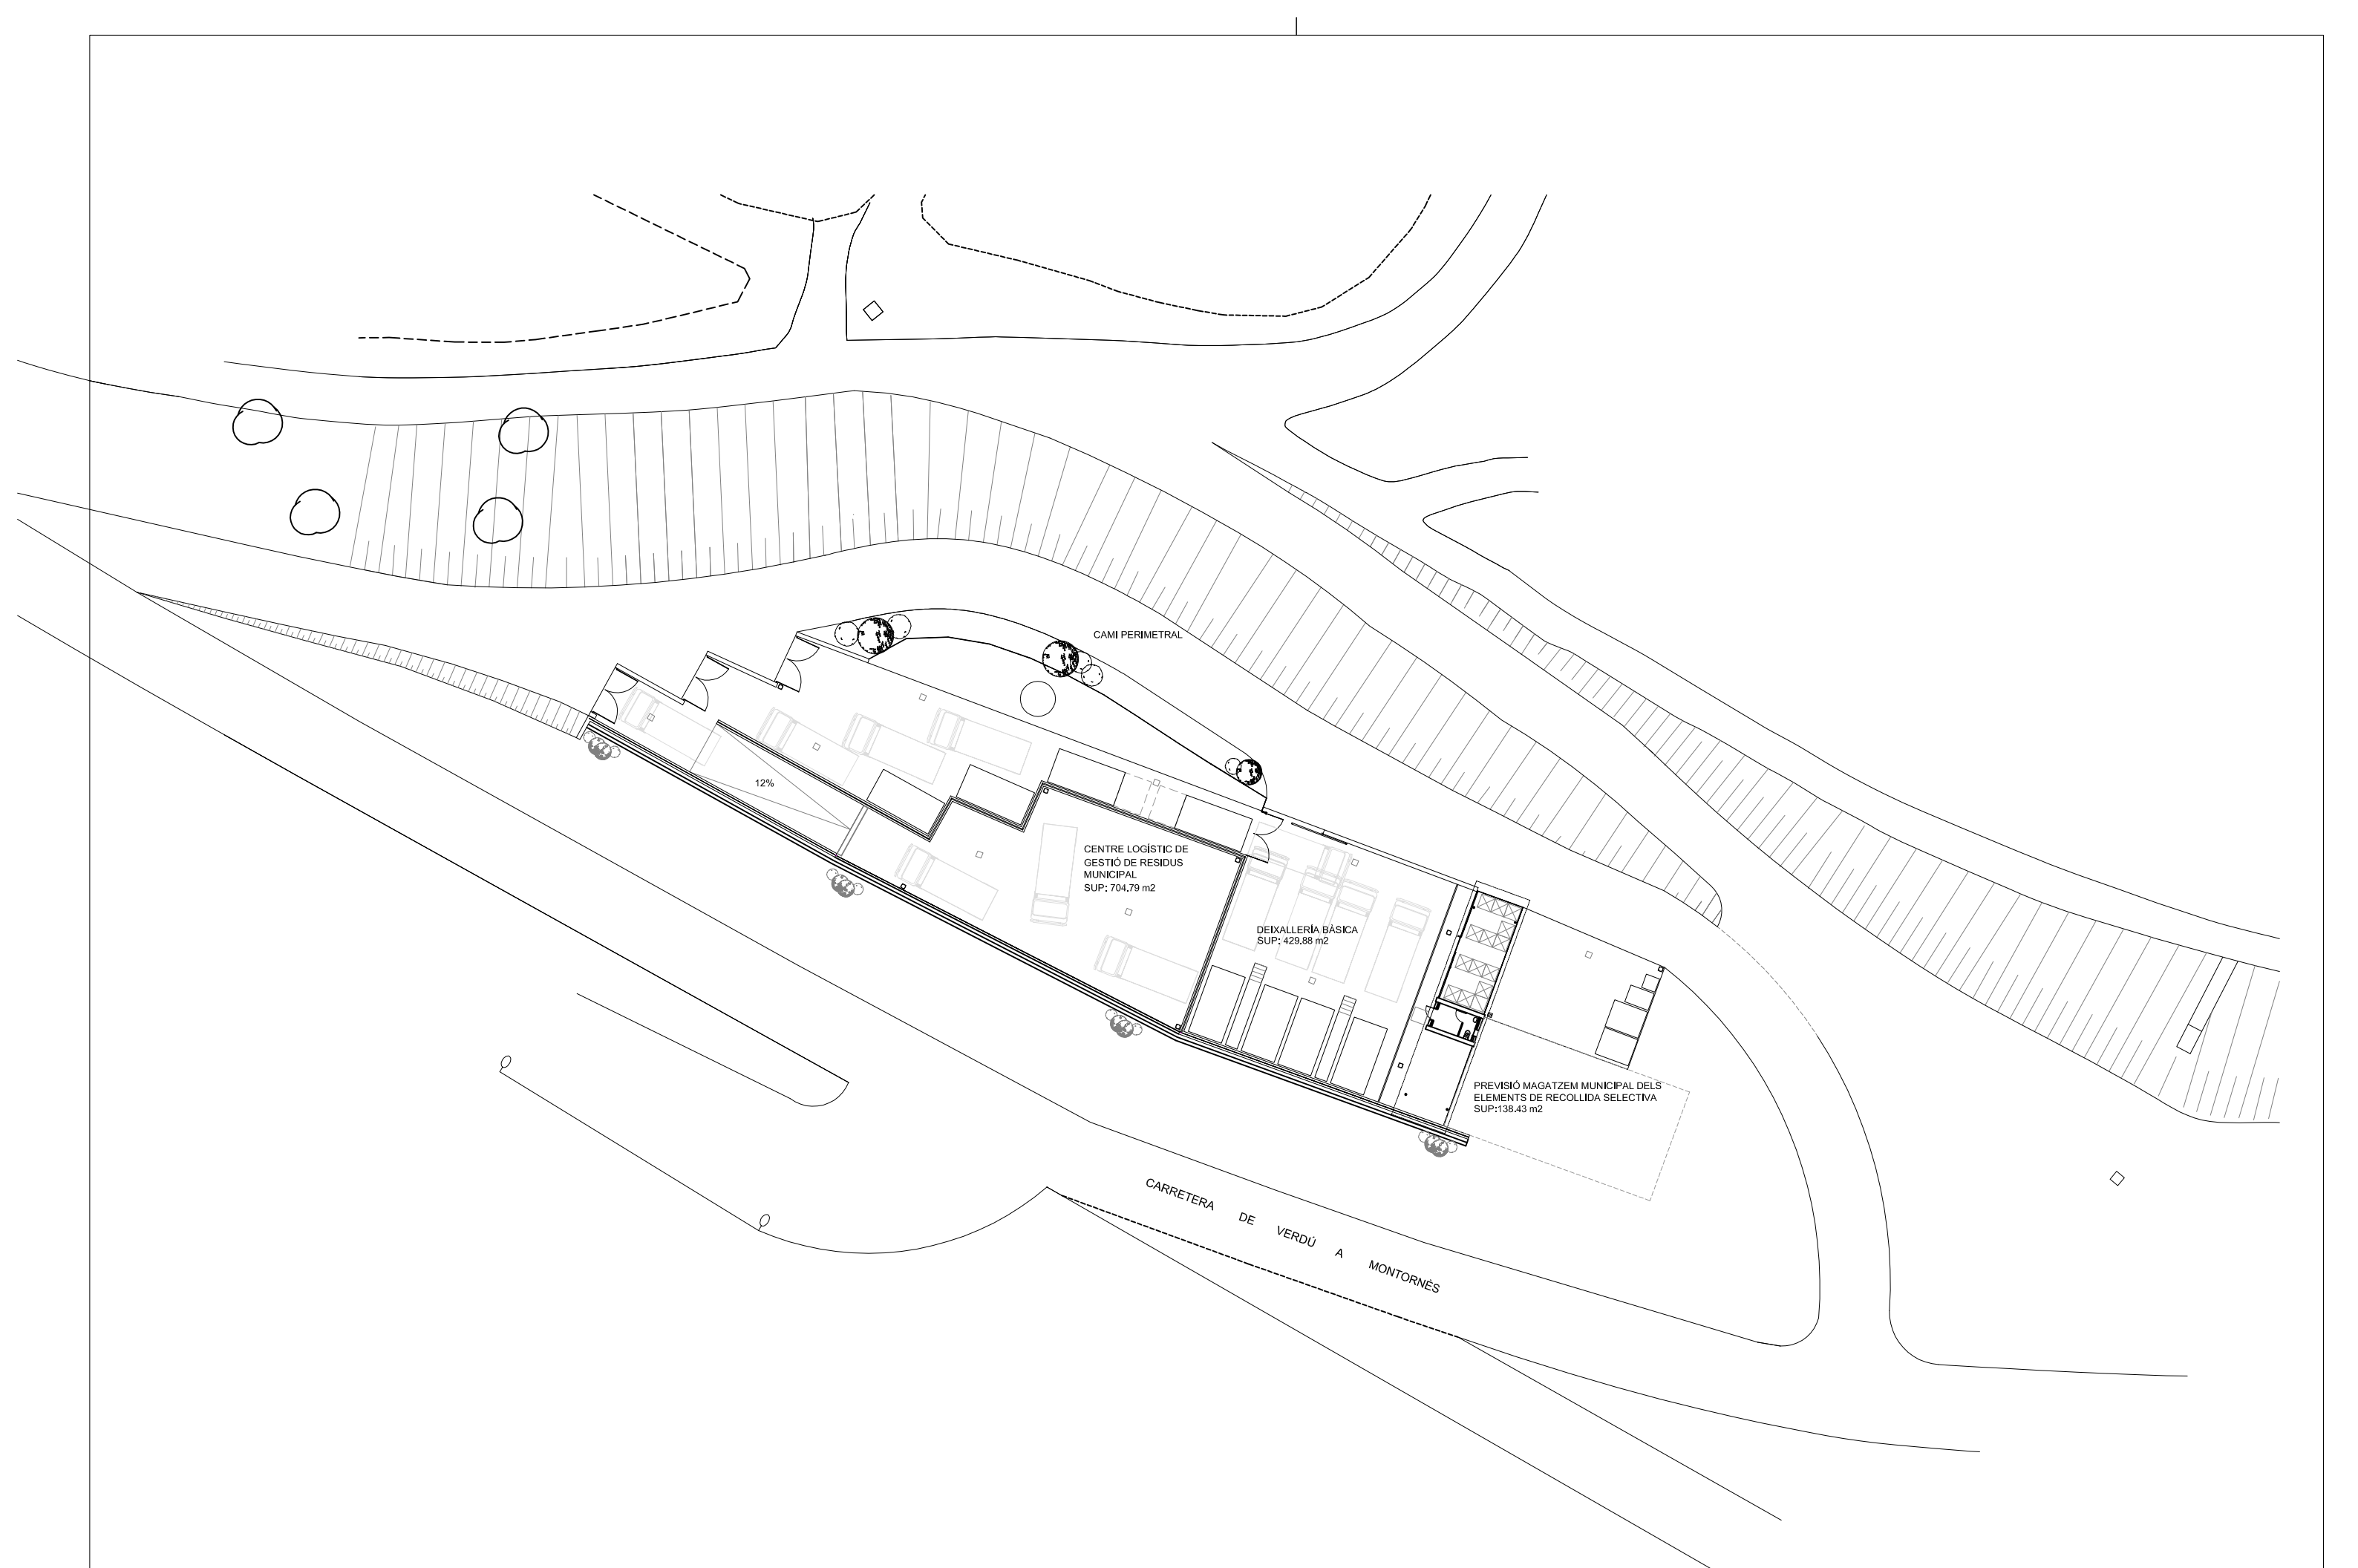 CAMI PERIMETRAL
12%
CENTRE LOGÍSTIC DE
GESTIÓ DE RESIDUS
MUNICIPAL
SUP: 704,79 m2
DEIXALLERÍA BÀSICA
SUP: 429,88 m2
PREVISIÓ MAGATZEM MUNICIPAL DELS
ELEMENTS DE RECOLLIDA SELECTIVA
SUP:138.43 m2
CARRETERA DE VERDÚ A MONTORNÈS